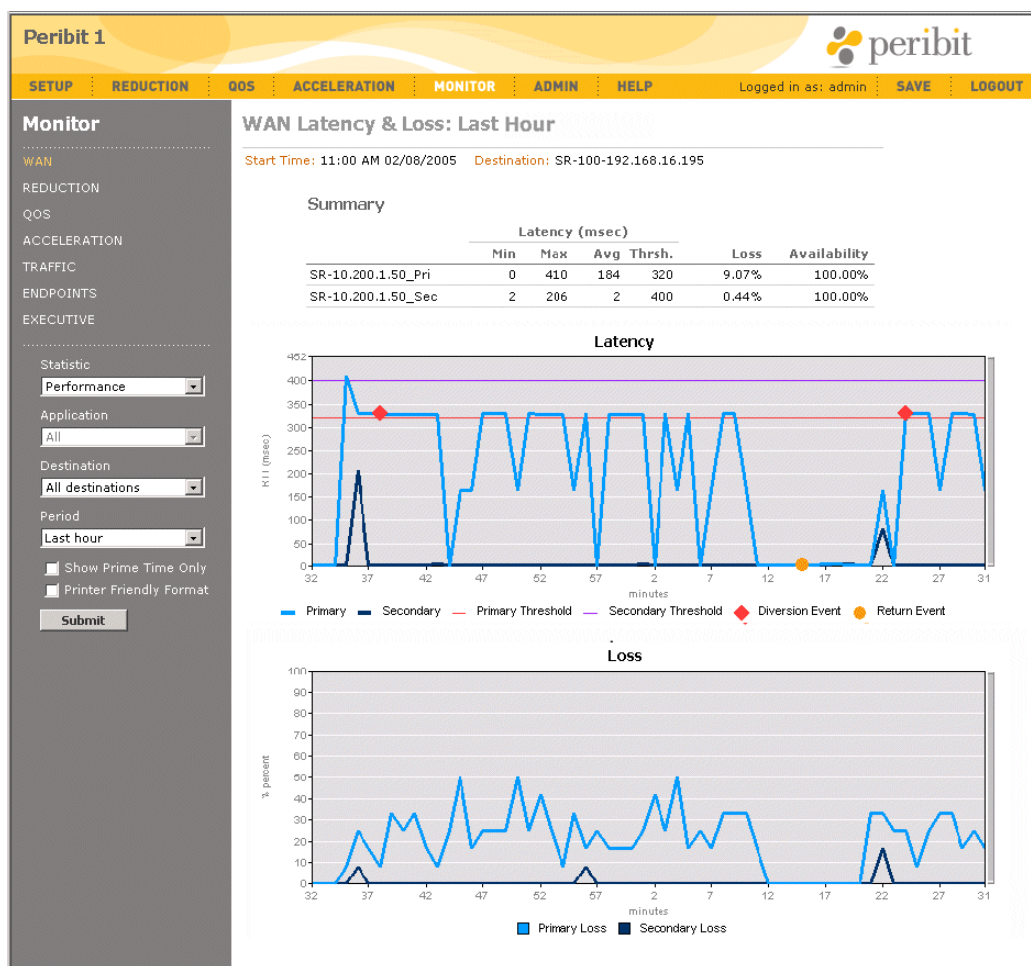 Peribit 1
peribit
SETUP REDUCTION QOS ACCELERATION MONITOR ADMIN HELP Logged in as: admin SAVE LOGOUT
Monitor
WAN
REDUCTION
QOS
ACCELERATION
TRAFFIC
ENDPOINTS
EXECUTIVE
Statistic
Performance
Application
All
Destination
All destinations
Period
Last hour
Show Prime Time Only
Printer Friendly Format
Submit
WAN Latency & Loss: Last Hour
Start Time: 11:00 AM 02/08/2005 Destination: SR-100-192.168.16.195
Summary
Latency (msec)
Min Max Avg Thrsh. Loss Availability
SR-10.200.1.50_Pri 0 410 184 320 9.07% 100.00%
SR-10.200.1.50_Sec 2 206 2 400 0.44% 100.00%
Latency
452
400
350
300
250
200
150
100
50
0
RTT (msec)
32 37 42 47 52 57 2 7 12 17 22 27 31
minutes
Primary Secondary Primary Threshold Secondary Threshold Diversion Event Return Event
Loss
100
90
80
70
60
50
40
30
20
10
0
% percent
32 37 42 47 52 57 2 7 12 17 22 27 31
minutes
Primary Loss Secondary Loss